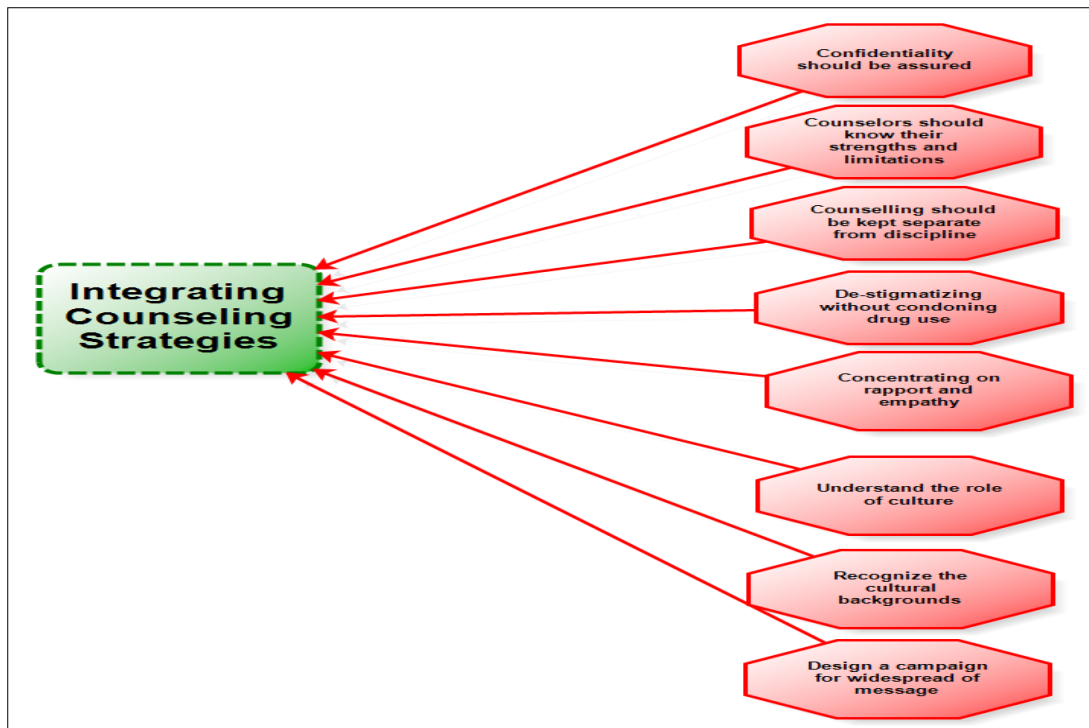 Confidentiality
should be assured
Counselors should
know their
strengths and
limitations
Counselling should
be kept separate
from discipline
Integrating
Counseling
Strategies
De-stigmatizing
without condoning
drug use
Concentrating on
rapport and
empathy
Understand the role
of culture
Recognize the
cultural
backgrounds
Design a campaign
for widespread of
message